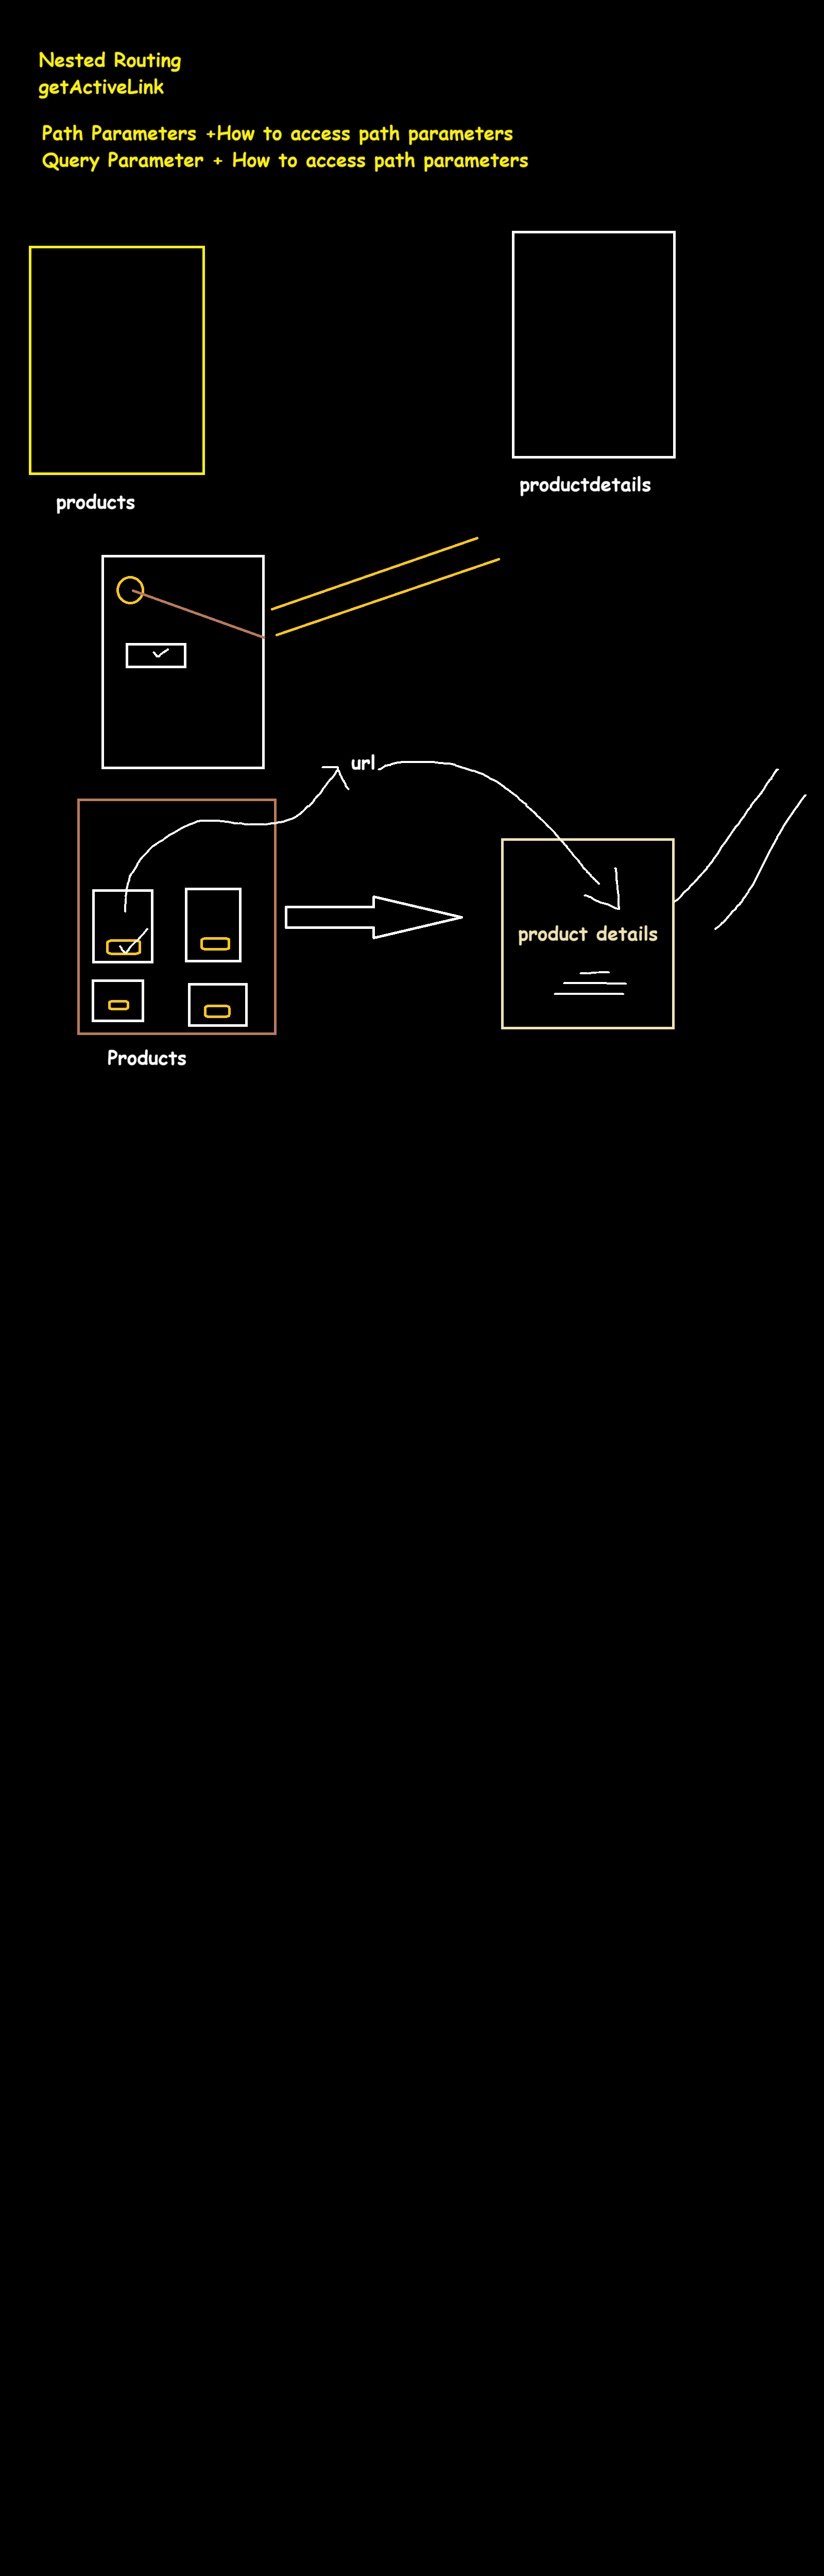 Nested Routing
getActiveLink
Path Parameters +How to access path parameters
Query Parameter + How to access path parameters
products
productdetails
url
product details
Products